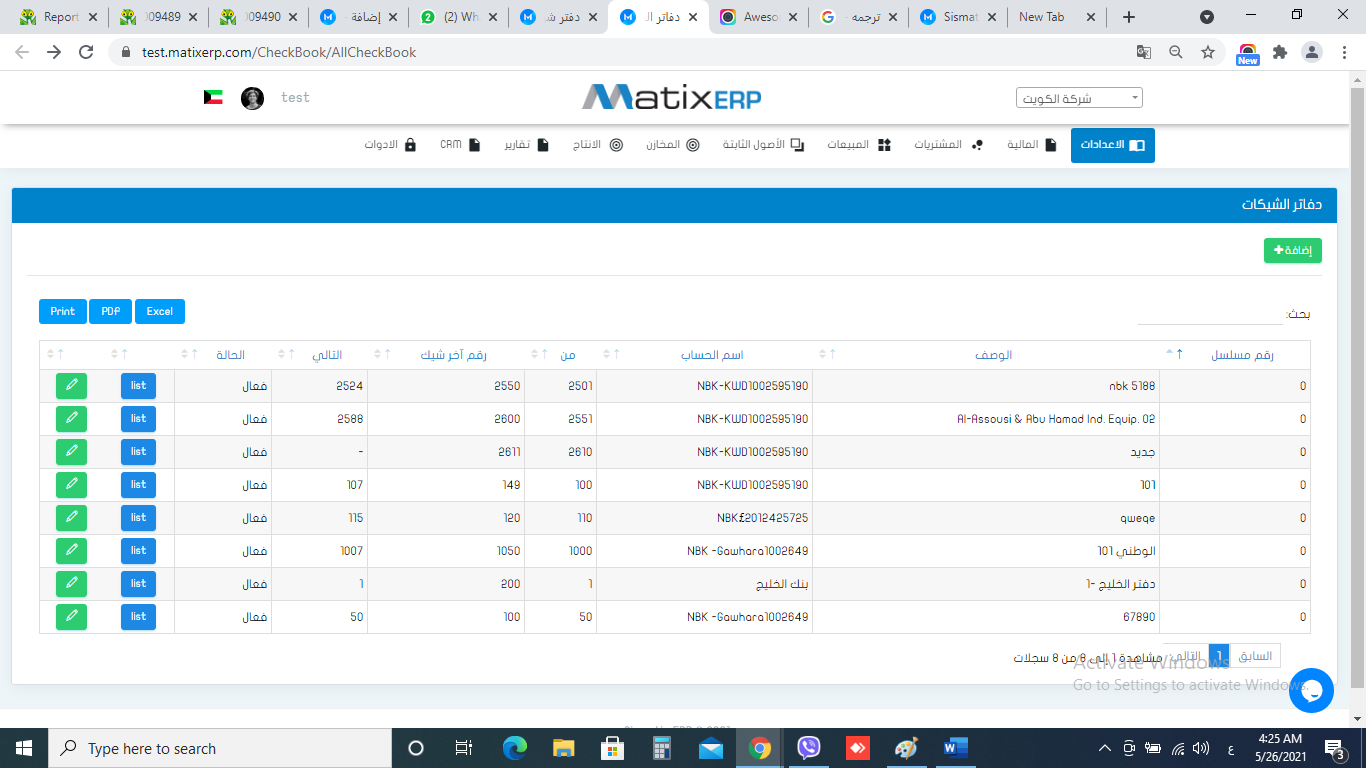 Report
009489
009490
إضافة -
(2) Wh
دفتر ش
دفاتر ال
Aweso
ترجمه -
Sismat
New Tab
test.matixerp.com/CheckBook/AllCheckBook
New
test
MatixERP
شركة الكويت
الاعدادات
المالية
المشتريات
المبيعات
الأصول الثابتة
المخازن
الانتاج
تقارير
CRM
الادوات
دفاتر الشيكات
إضافة+
Print PDF Excel
بحث:
رقم مسلسل الوصف اسم الحساب من رقم آخر شيك التالي الحالة
0 nbk 5188 NBK-KWD1002595190 2501 2550 2524 فعال list
0 Al-Assousi & Abu Hamad Ind. Equip. 02 NBK-KWD1002595190 2551 2600 2588 فعال list
0 جديد NBK-KWD1002595190 2610 2611 - فعال list
0 101 NBK-KWD1002595190 100 149 107 فعال list
0 qweqe NBK£2012425725 110 120 115 فعال list
0 الوطني 101 NBK -Gawhara1002649 1000 1050 1007 فعال list
0 دفتر الخليج -1 بنك الخليج 1 200 1 فعال list
0 67890 NBK -Gawhara1002649 50 100 50 فعال list
السابق 1 التالي
مشاهدة 1 إلى 8 من 8 سجلات
Activate Windows
Go to Settings to activate Windows.
Type here to search
ع
4:25 AM
5/26/2021
3